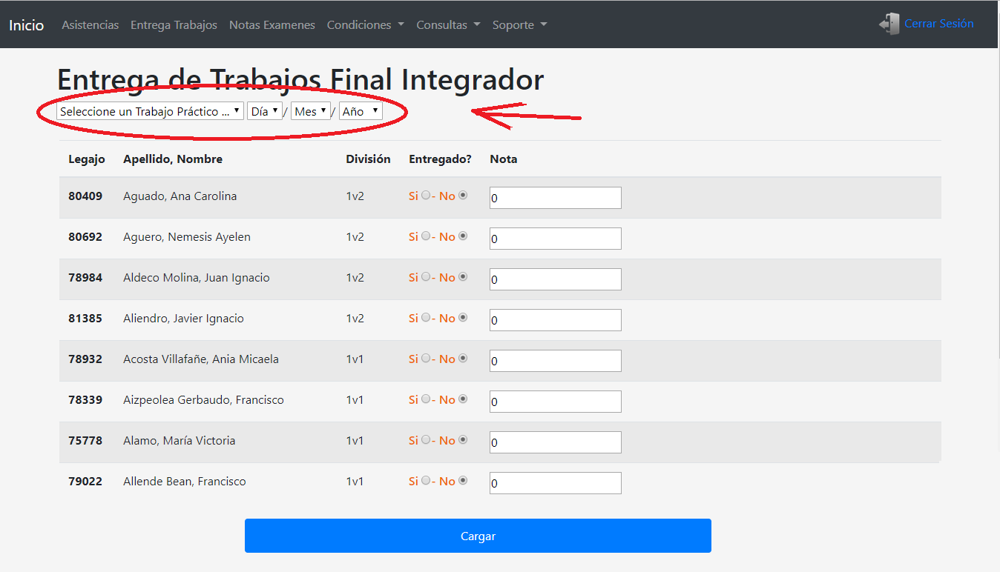 Inicio Asistencias Entrega Trabajos Notas Examenes Condiciones Consultas Soporte Cerrar Sesión
Entrega de Trabajos Final Integrador
Seleccione un Trabajo Práctico ... Día / Mes / Año
Legajo Apellido, Nombre División Entregado? Nota
80409 Aguado, Ana Carolina 1v2 Si - No 0
80692 Aguero, Nemesis Ayelen 1v2 Si - No 0
78984 Aldeco Molina, Juan Ignacio 1v2 Si - No 0
81385 Aliendro, Javier Ignacio 1v2 Si - No 0
78932 Acosta Villafañe, Ania Micaela 1v1 Si - No 0
78339 Aizpeolea Gerbaudo, Francisco 1v1 Si - No 0
75778 Alamo, María Victoria 1v1 Si - No 0
79022 Allende Bean, Francisco 1v1 Si - No 0
Cargar